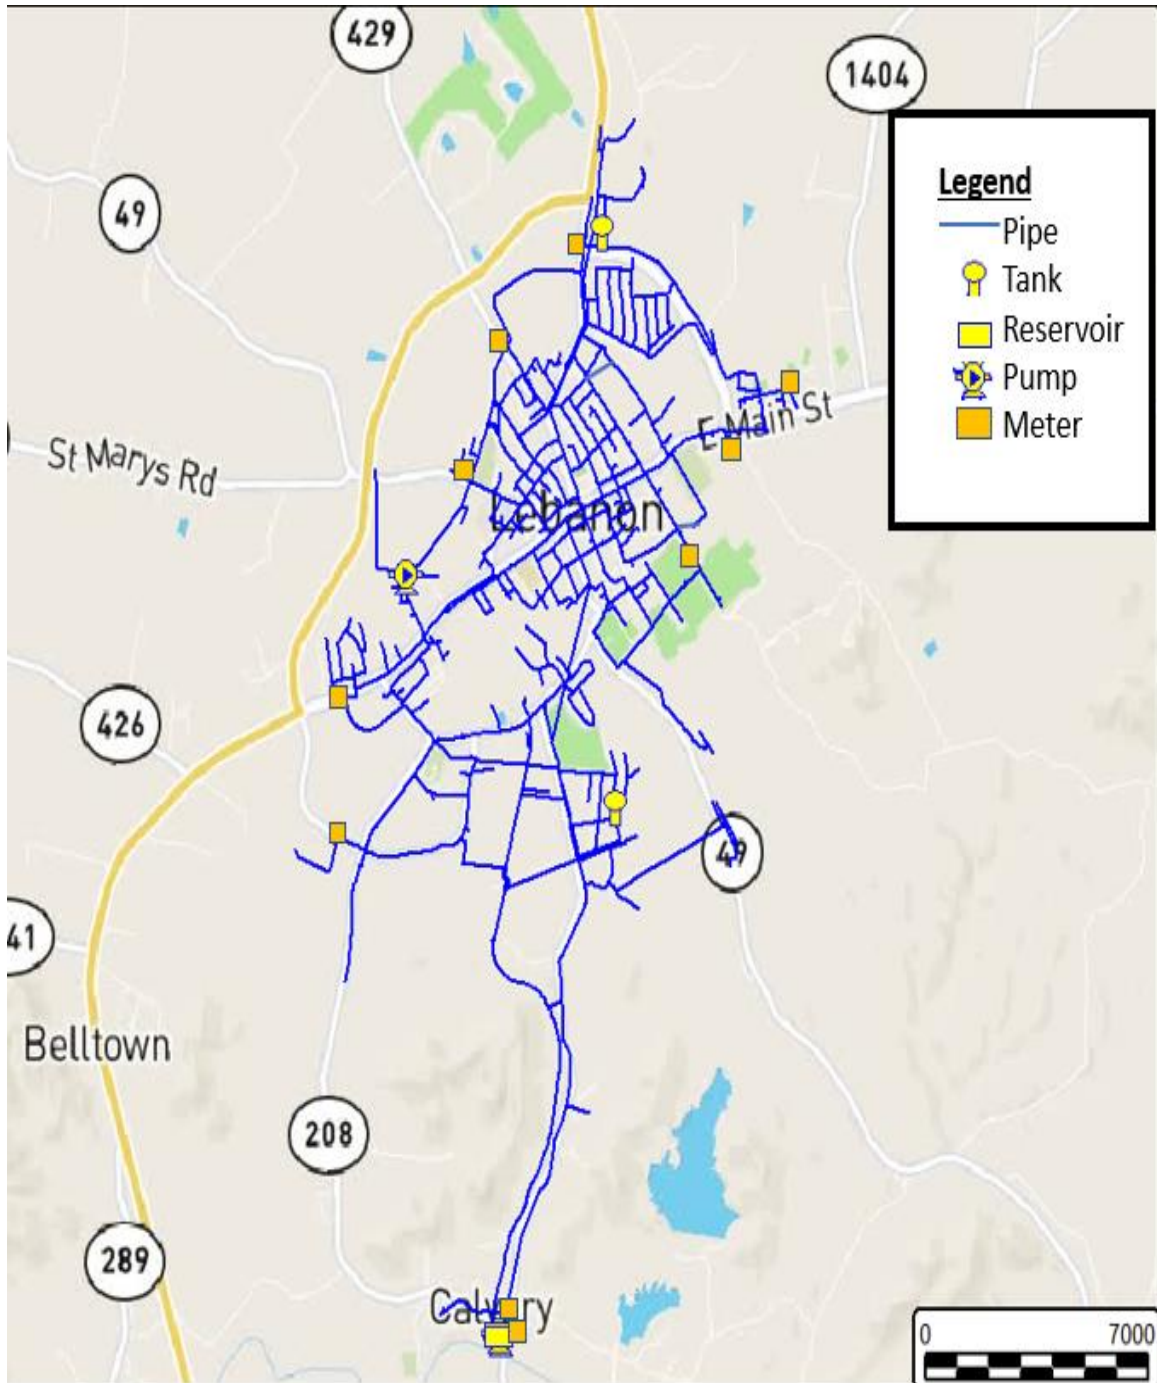 429
1404
49
Legend
Pipe
Tank
Reservoir
Pump
Meter
E Main St
St Marys Rd
Lebanon
426
49
41
Belltown
208
289
Calvary
0 7000